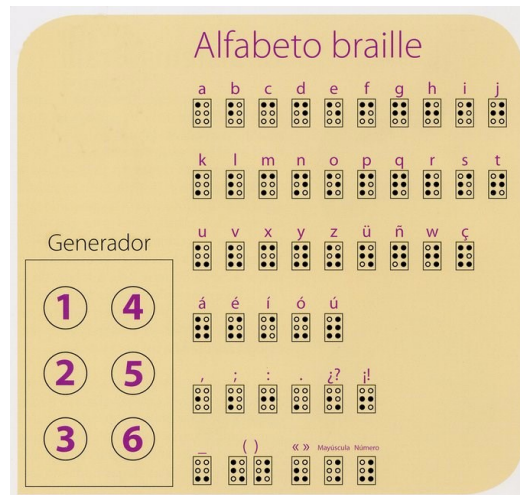 Alfabeto braille
a b c d e f g h i j
k l m n o p q r s t
u v x y z ü ñ w ç
á é í ó ú
, ; : . ¿? ¡!
_ ( ) « » Mayúscula Número
Generador
1 4
2 5
3 6